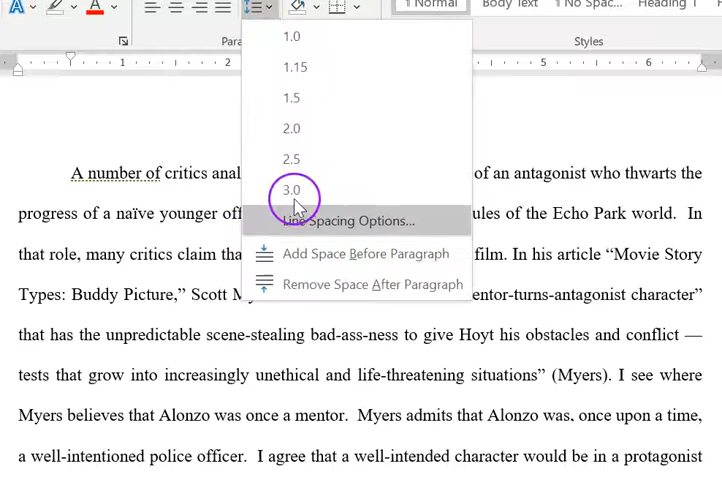 Normal Body Text No Spac... Heading 1
Para Styles
1.0
1 2 5 6
1.15
1.5
2.0
2.5
A number of critics anal of an antagonist who thwarts the
3.0
progress of a naïve younger off ules of the Echo Park world. In
Line Spacing Options...
that role, many critics claim tha film. In his article “Movie Story
Add Space Before Paragraph
Types: Buddy Picture,” Scott M entor-turns-antagonist character”
Remove Space After Paragraph
that has the unpredictable scene-stealing bad-ass-ness to give Hoyt his obstacles and conflict —
tests that grow into increasingly unethical and life-threatening situations” (Myers). I see where
Myers believes that Alonzo was once a mentor. Myers admits that Alonzo was, once upon a time,
a well-intentioned police officer. I agree that a well-intended character would be in a protagonist